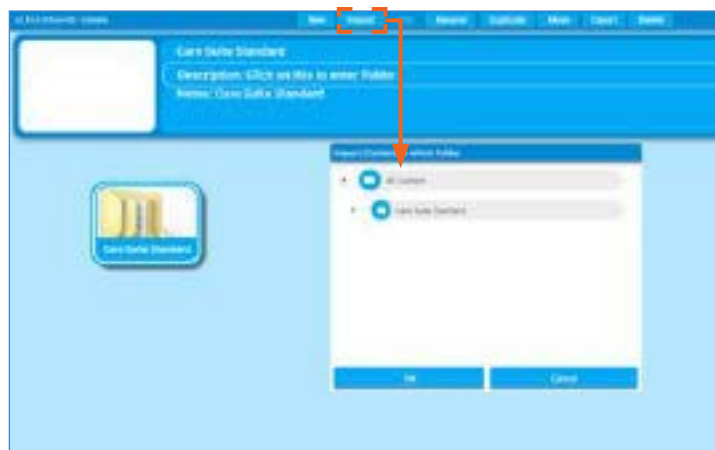 New Import Rename Duplicate Move Export Delete
Care Suite Standard
Description: Click on this to enter Folder
Notes: Care Suite Standard
Import Content to which Folder
All Content
Care Suite Standard
Care Suite Standard
OK Cancel